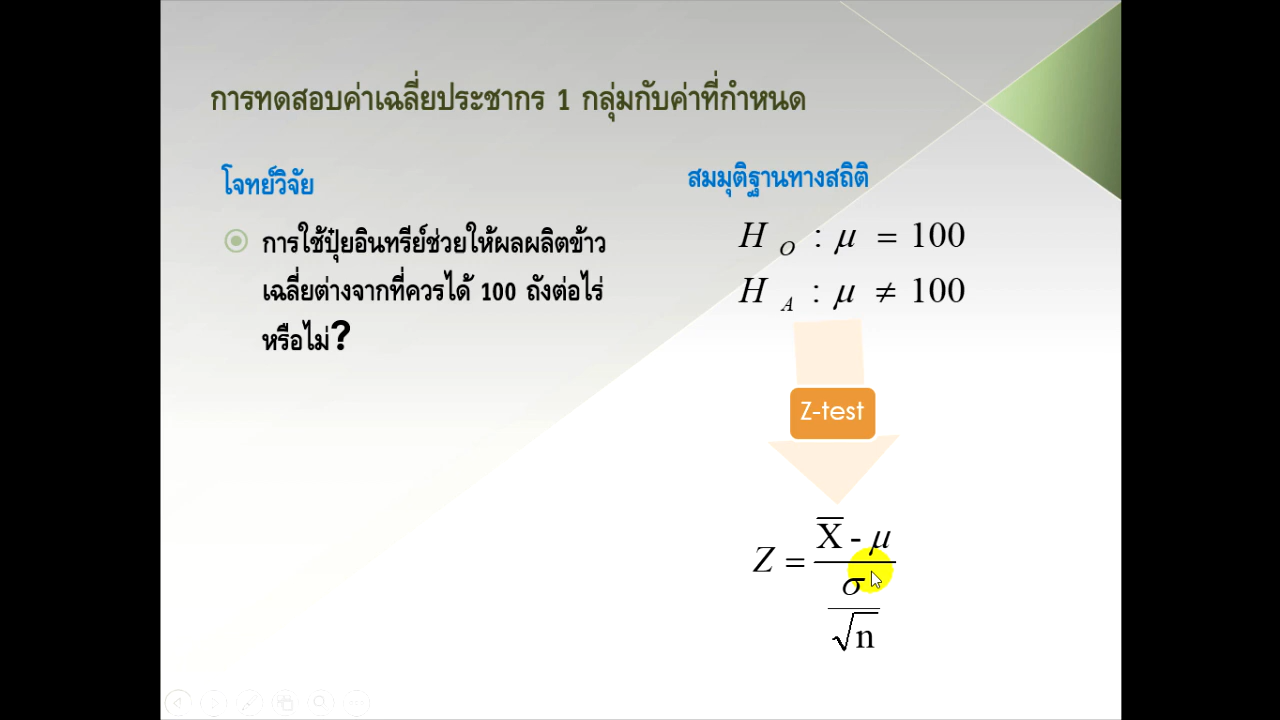 การทดสอบค่าเฉลี่ยประชากร 1 กลุ่มกับค่าที่กำหนด
โจทย์วิจัย
การใช้ปุ๋ยอินทรีย์ช่วยให้ผลผลิตข้าว
เฉลี่ยต่างจากที่ควรได้ 100 ถังต่อไร่
หรือไม่?
สมมุติฐานทางสถิติ
H O : μ = 100
H A : μ ≠ 100
Z-test
Z = (X̅ - μ) / (σ / √n)